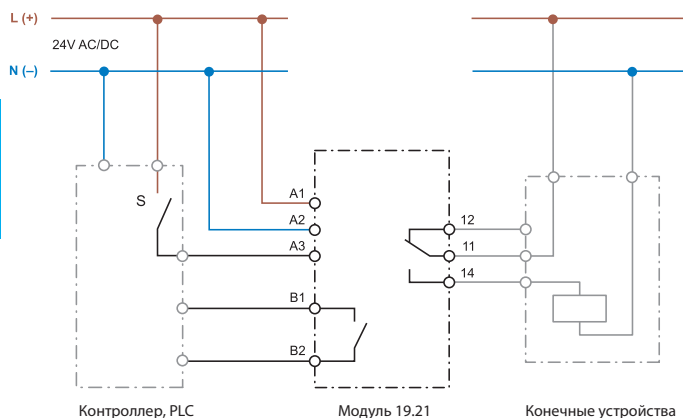 L (+)
24V AC/DC
N (–)
S
A1
A2
A3
B1
B2
12
11
14
Контроллер, PLC
Модуль 19.21
Конечные устройства